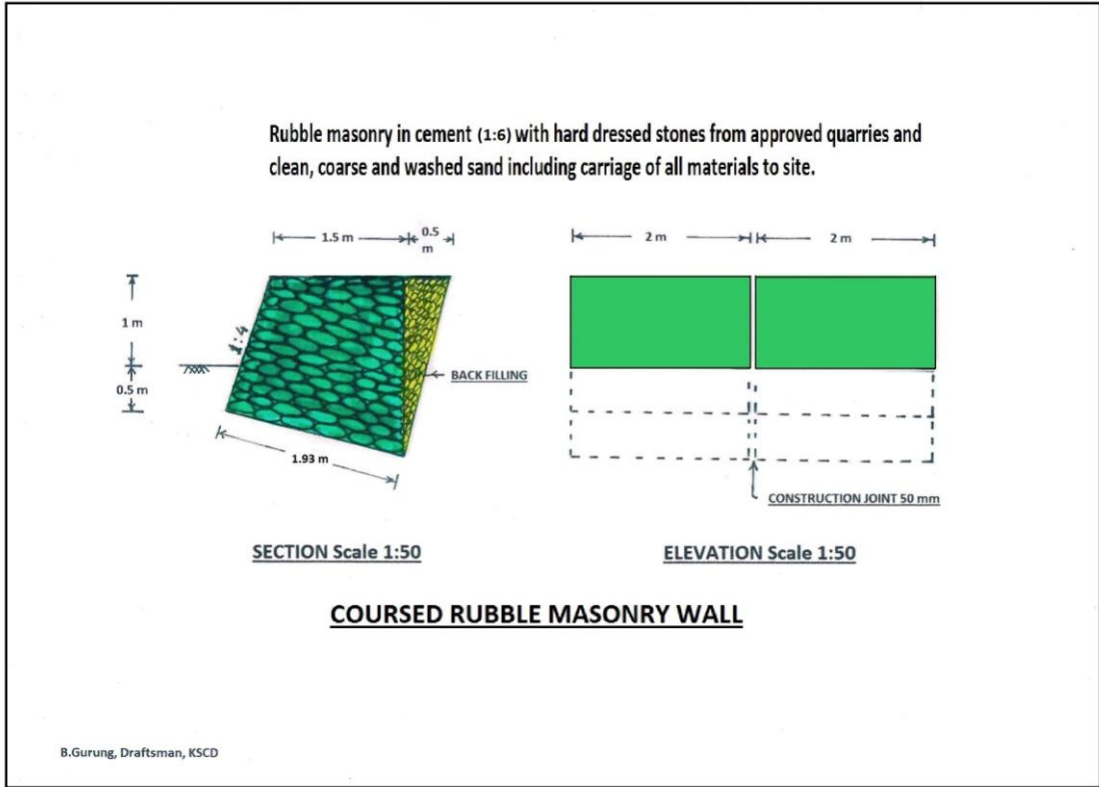 Rubble masonry in cement (1:6) with hard dressed stones from approved quarries and
clean, coarse and washed sand including carriage of all materials to site.
1.5 m
0.5
m
2 m
2 m
1 m
1:4
0.5 m
BACK FILLING
1.93 m
CONSTRUCTION JOINT 50 mm
SECTION Scale 1:50
ELEVATION Scale 1:50
COURSED RUBBLE MASONRY WALL
B.Gurung, Draftsman, KSCD